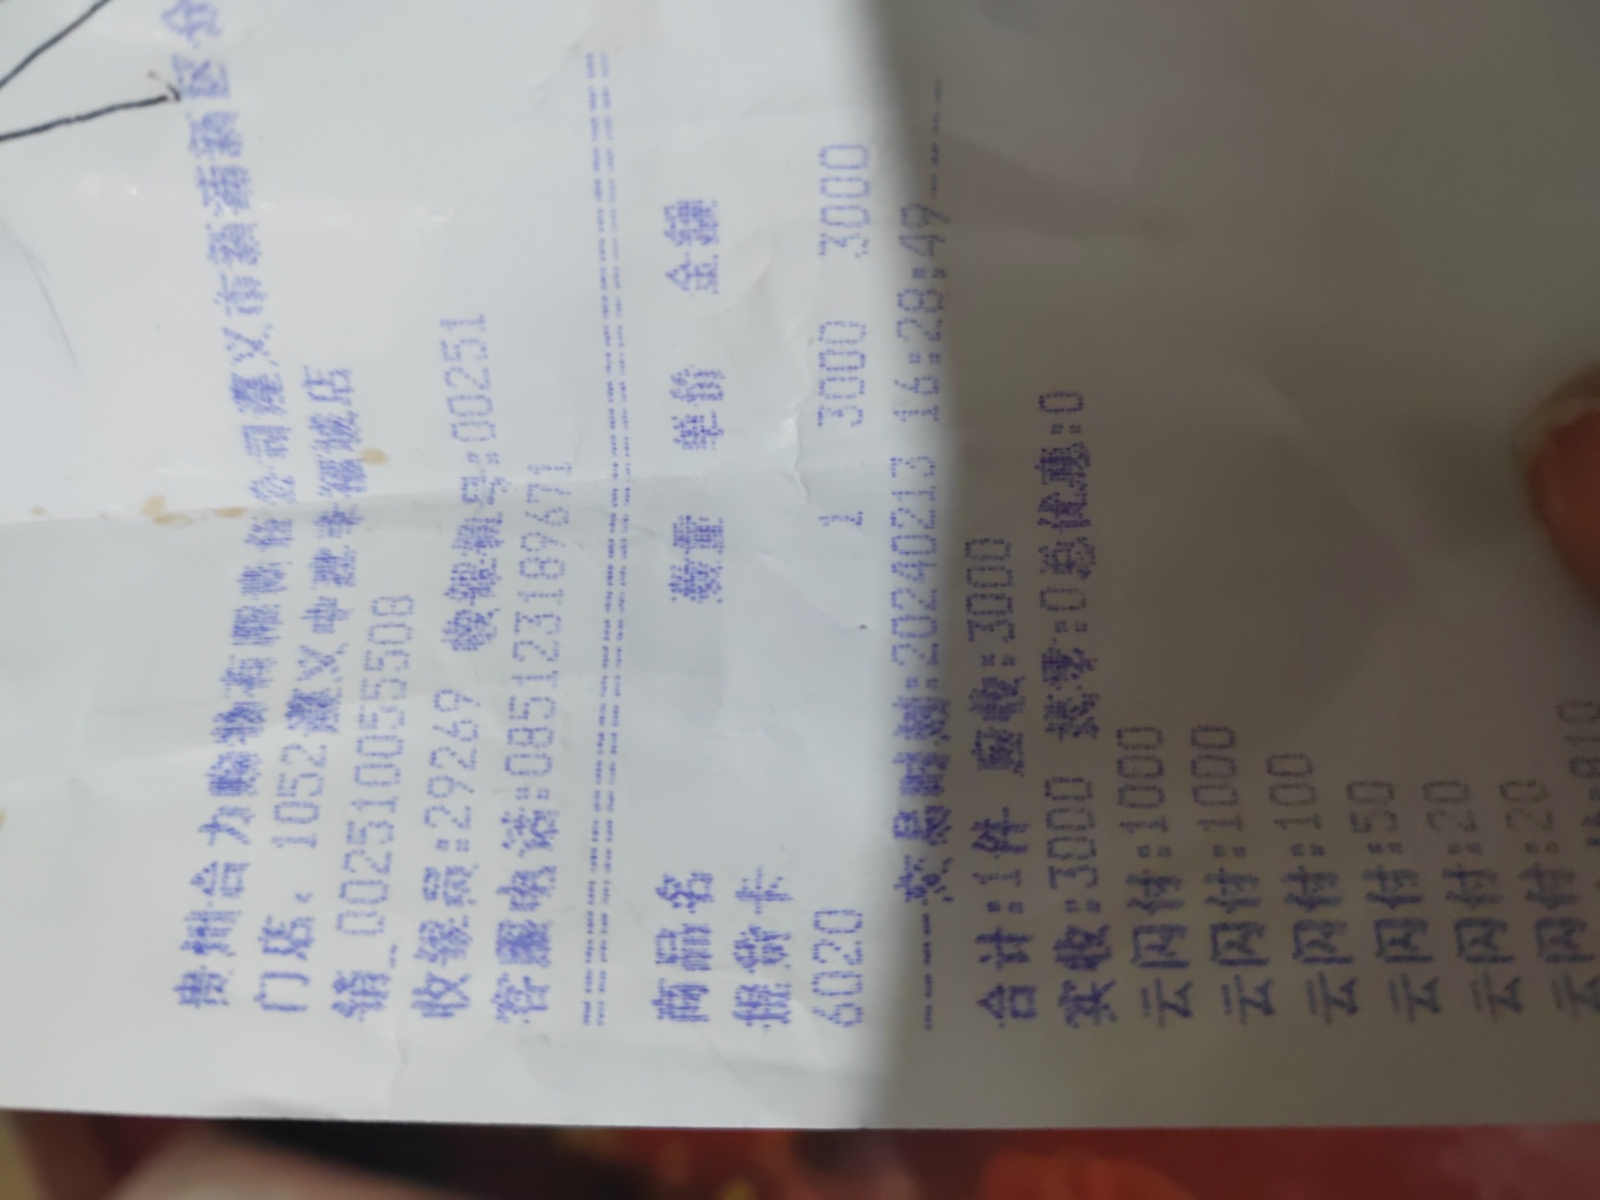 贵州合力购物有限责任公司遵义市新蒲新区分
门店、1052遵义中建幸福城店
销_002510055508
收银员:29269 收银机号:00251
客服电话:085123189671
商品名 数量 单价 金额
提货卡
6020 1 3000 3000
交易时间:20240213 16:28:49
合计:1件 应收:3000
实收:3000 找零:0总优惠:0
云闪付:1000
云闪付:1000
云闪付:100
云闪付:50
云闪付:20
云闪付:20